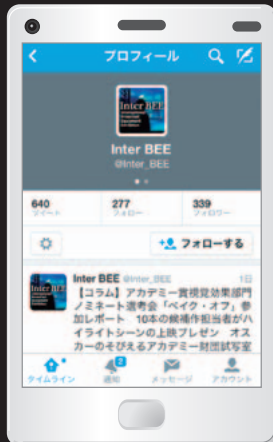 プロフィール
Inter BEE
Inter BEE
@Inter_BEE
640
277
339
ツイート
フォロー
フォロワー
フォローする
Inter BEE @Inter_BEE 1日
【コラム】アカデミー賞視覚効果部門
ノミネート選考会「ベイク・オフ」参
加レポート 10本の候補作担当者がハ
イライトシーンの上映プレゼン オス
カーのそびえるアカデミー財団試写室
2
タイムライン
通知
メッセージ
アカウント